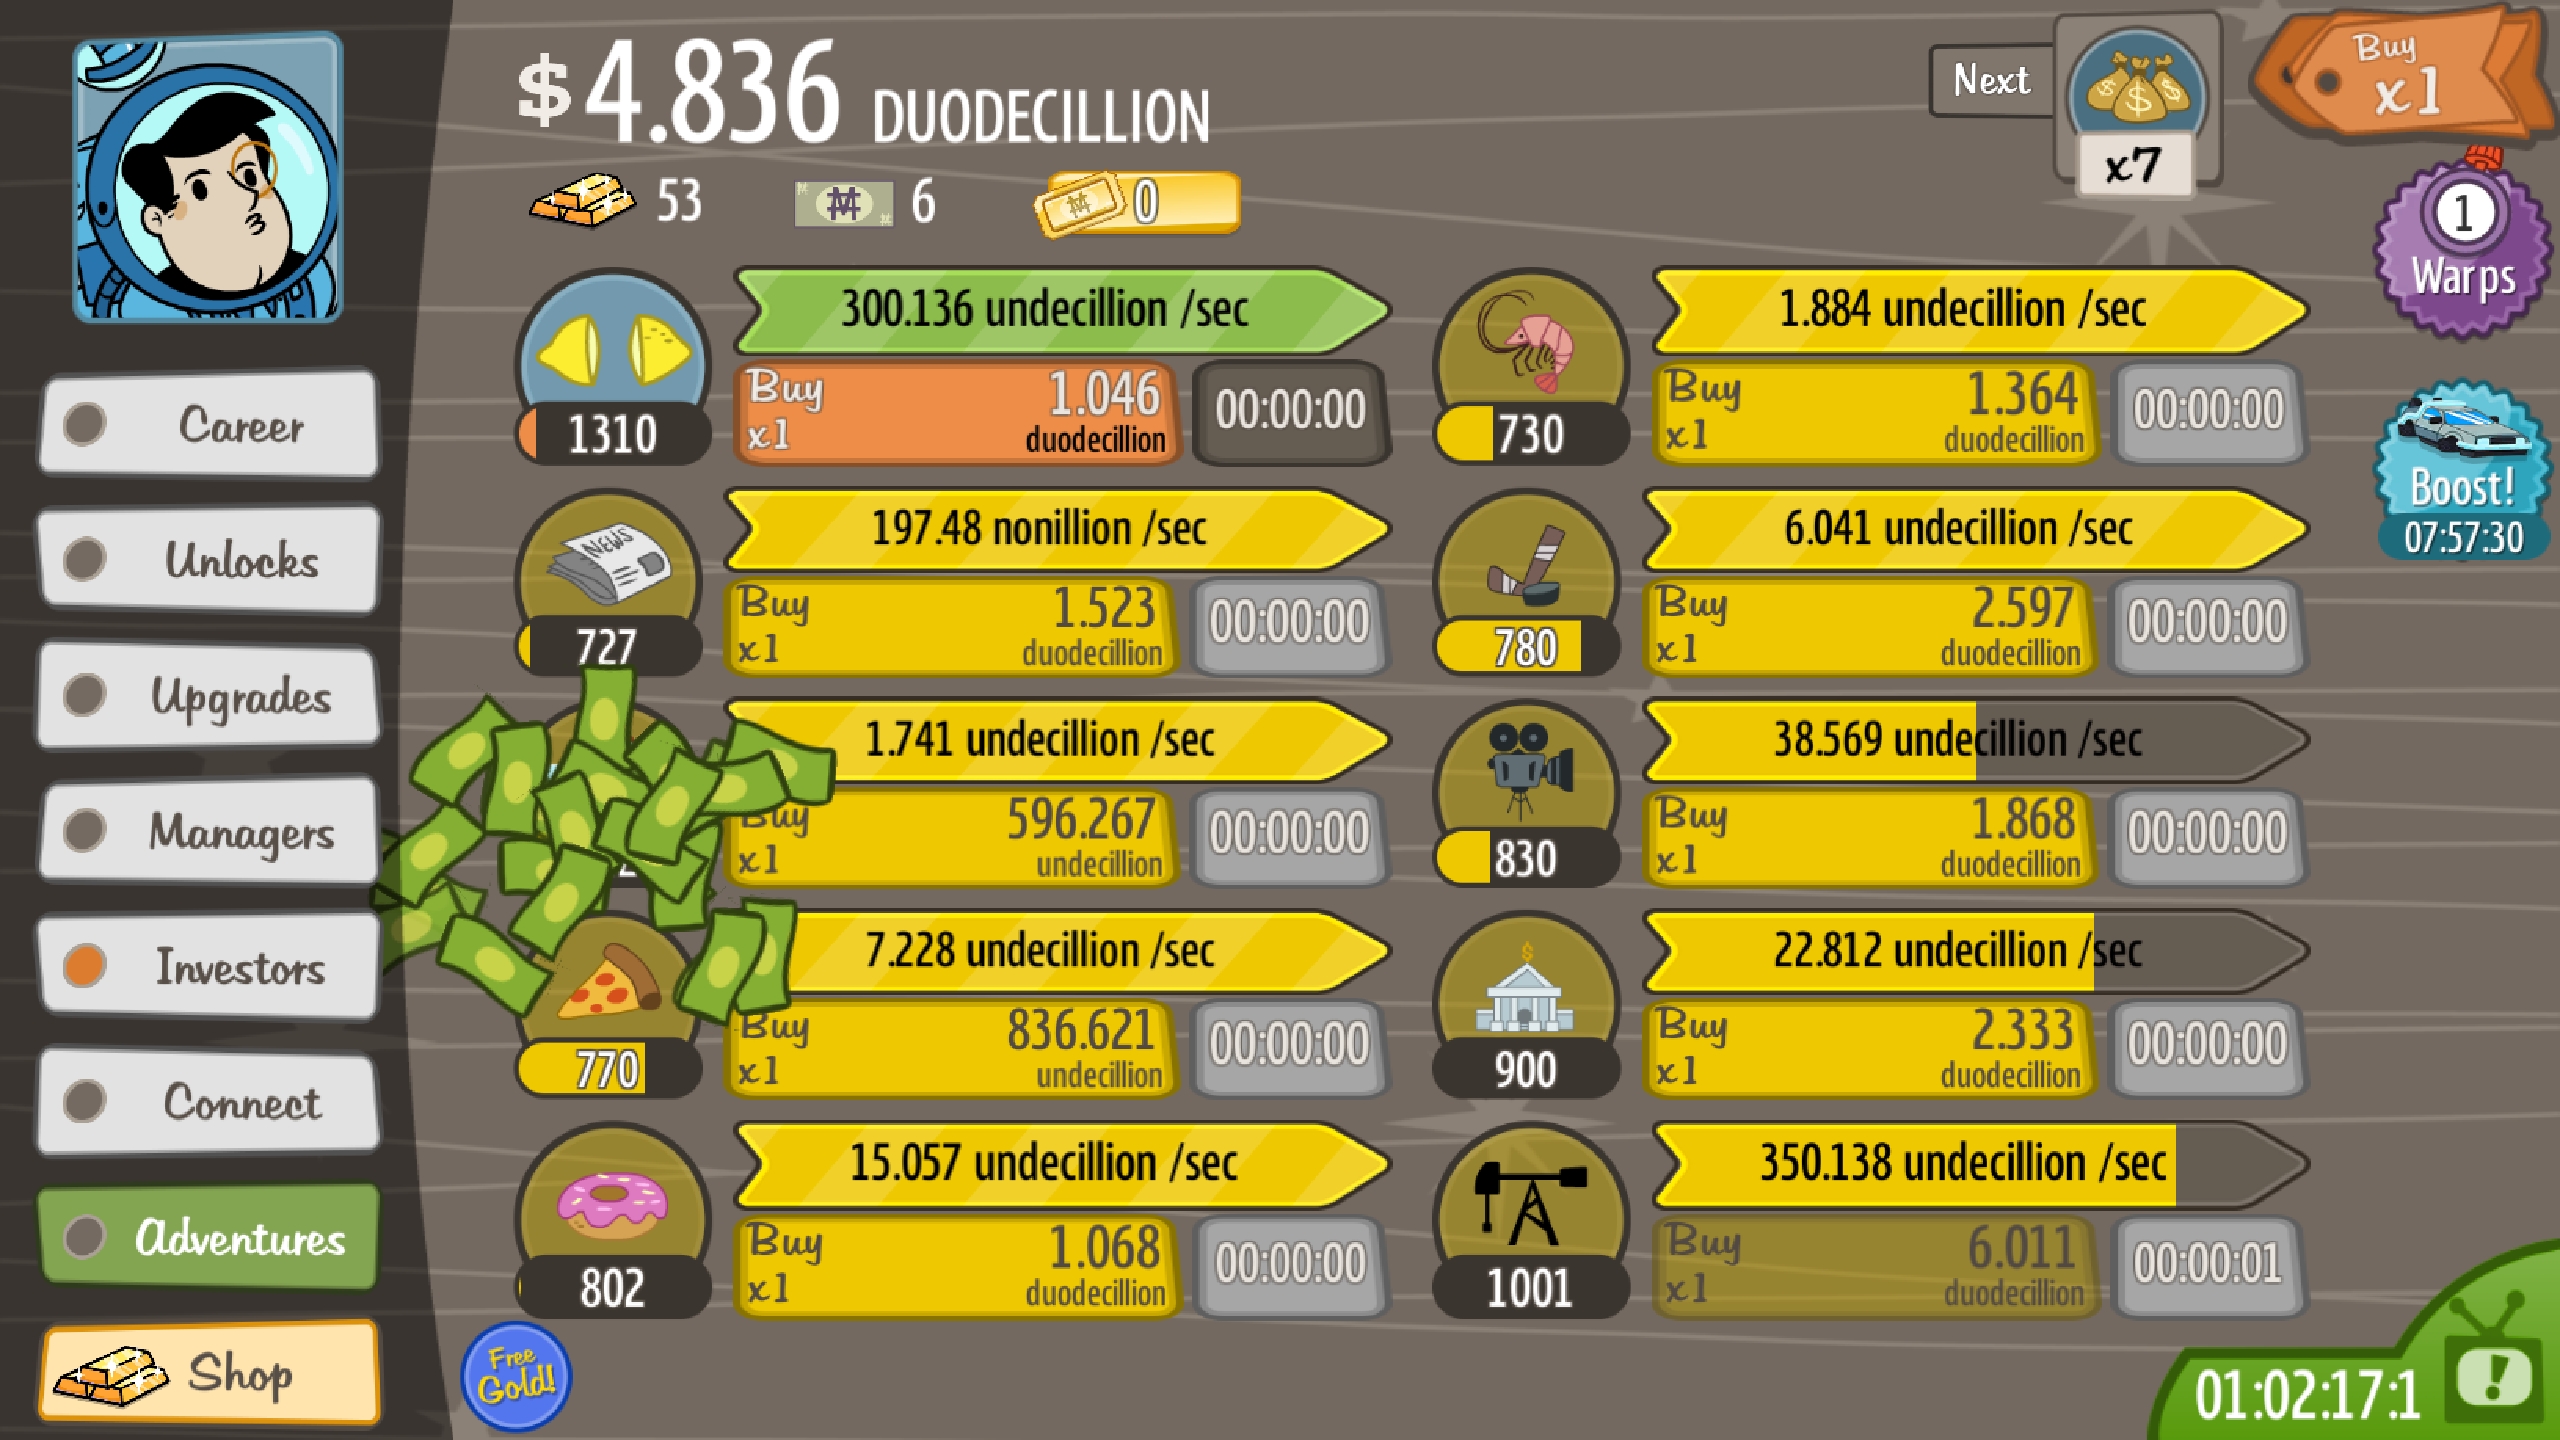 $4.836 DUODECILLION
53
6
0
Next
x7
Buy
x1
1
Warps
Boost!
07:57:30
Career
Unlocks
Upgrades
Managers
Investors
Connect
Adventures
Shop
300.136 undecillion /sec
1310
Buy
x1
1.046
duodecillion
00:00:00
NEWS
197.48 nonillion /sec
727
Buy
x1
1.523
duodecillion
00:00:00
1.741 undecillion /sec
Buy
x1
596.267
undecillion
00:00:00
7.228 undecillion /sec
770
Buy
x1
836.621
undecillion
00:00:00
15.057 undecillion /sec
802
Buy
x1
1.068
duodecillion
00:00:00
1.884 undecillion /sec
730
Buy
x1
1.364
duodecillion
00:00:00
6.041 undecillion /sec
780
Buy
x1
2.597
duodecillion
00:00:00
38.569 undecillion /sec
830
Buy
x1
1.868
duodecillion
00:00:00
22.812 undecillion /sec
900
Buy
x1
2.333
duodecillion
00:00:00
350.138 undecillion /sec
1001
Buy
x1
6.011
duodecillion
00:00:01
Free
Gold!
01:02:17:1
!